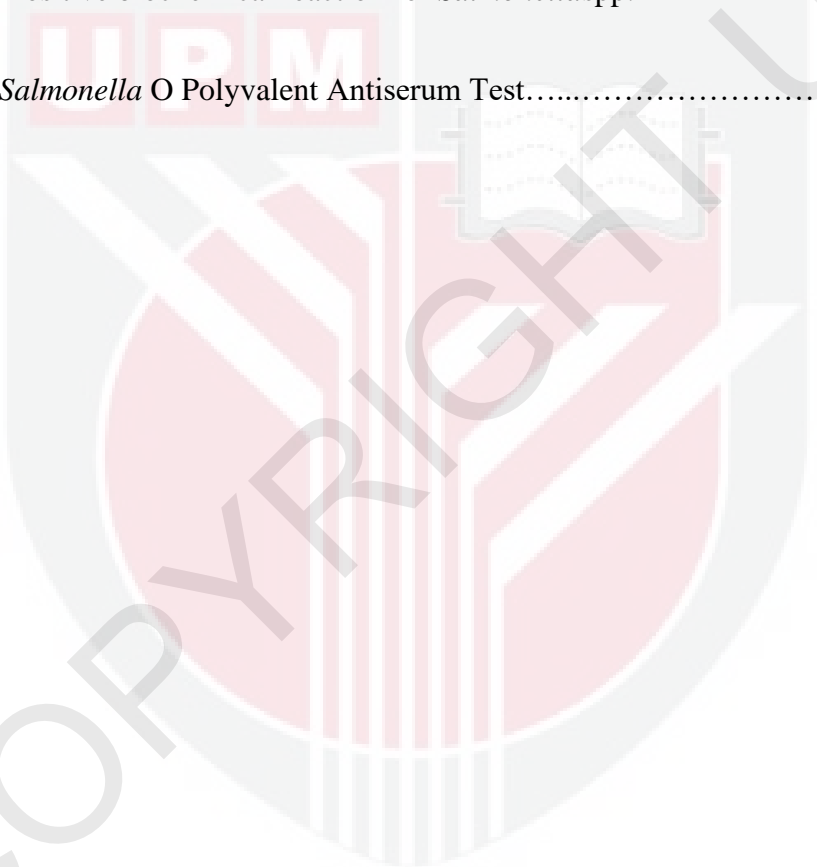 Salmonella O Polyvalent Antiserum Test…...……………………
UPM
COPYRIGHT U